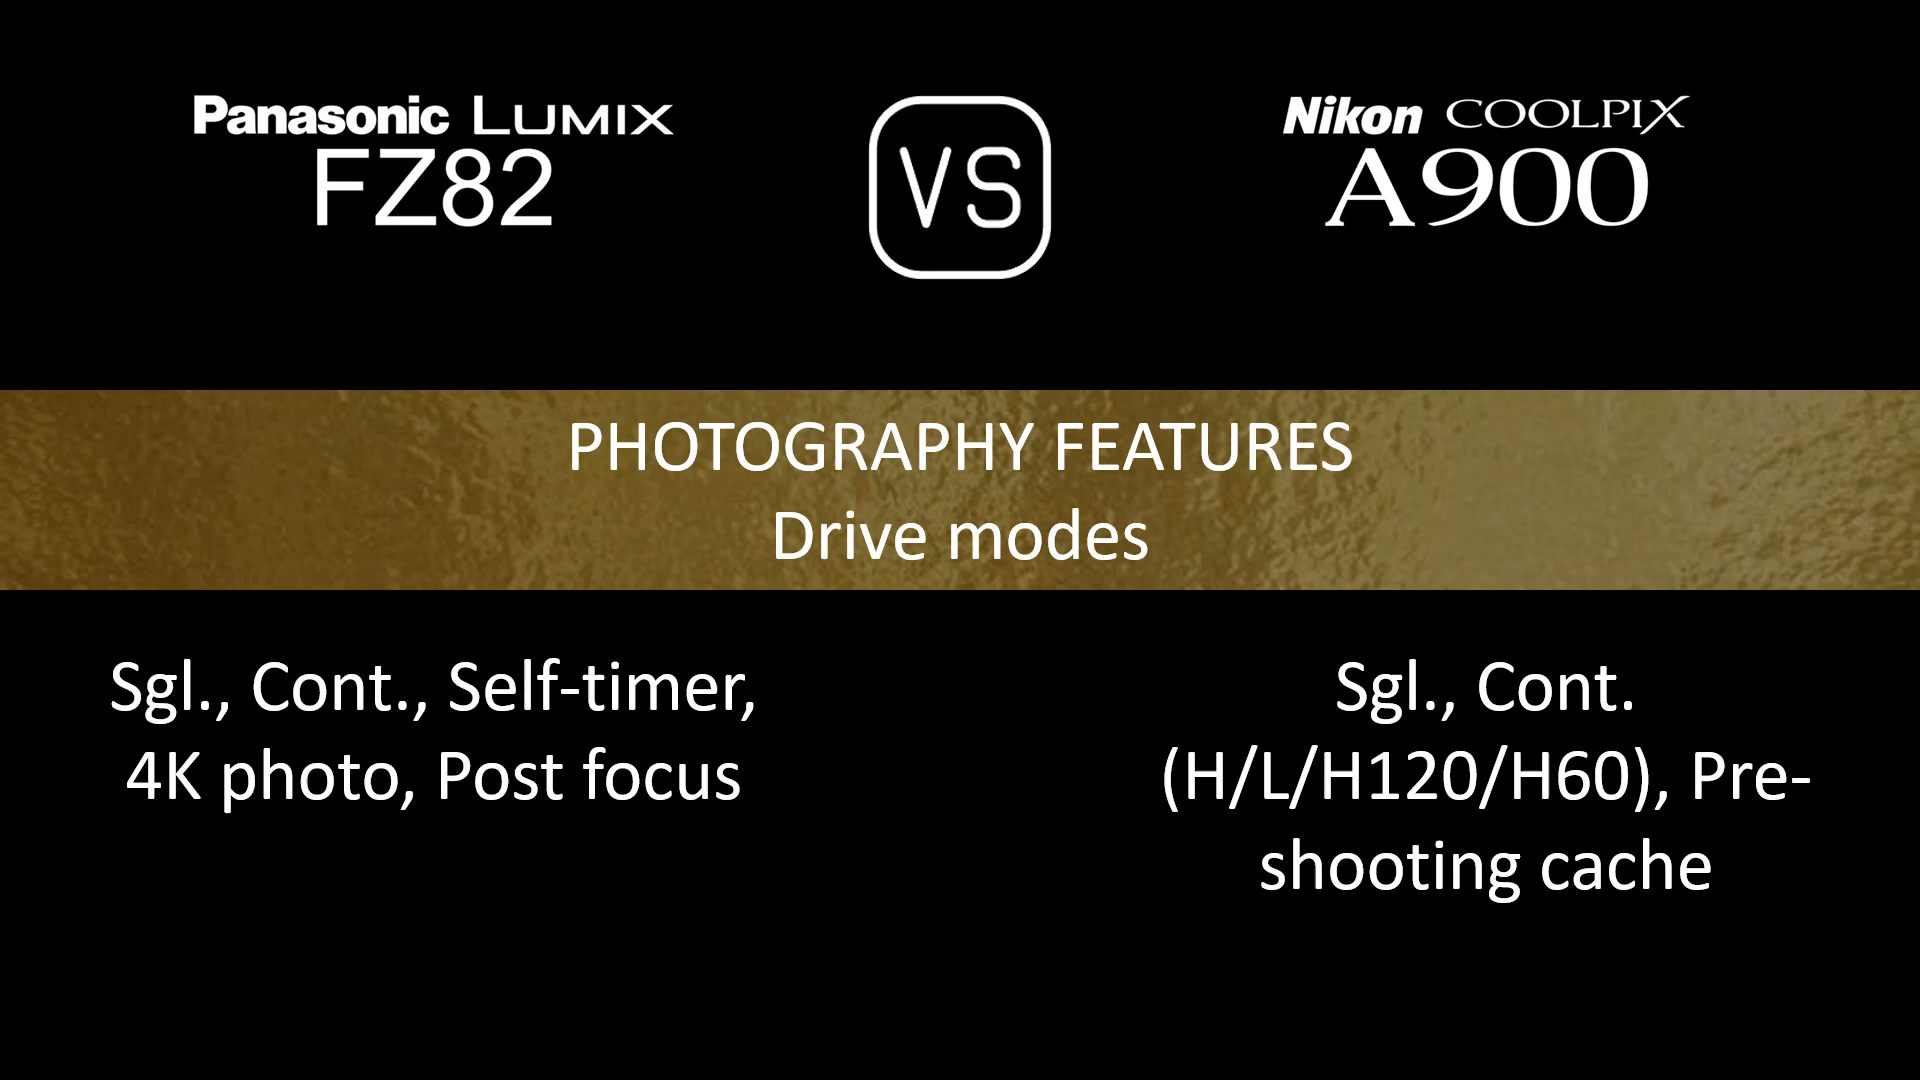 Panasonic LUMIX
FZ82
VS
Nikon COOLPIX
A900
PHOTOGRAPHY FEATURES
Drive modes
Sgl., Cont., Self-timer,
4K photo, Post focus
Sgl., Cont.
(H/L/H120/H60), Pre-
shooting cache